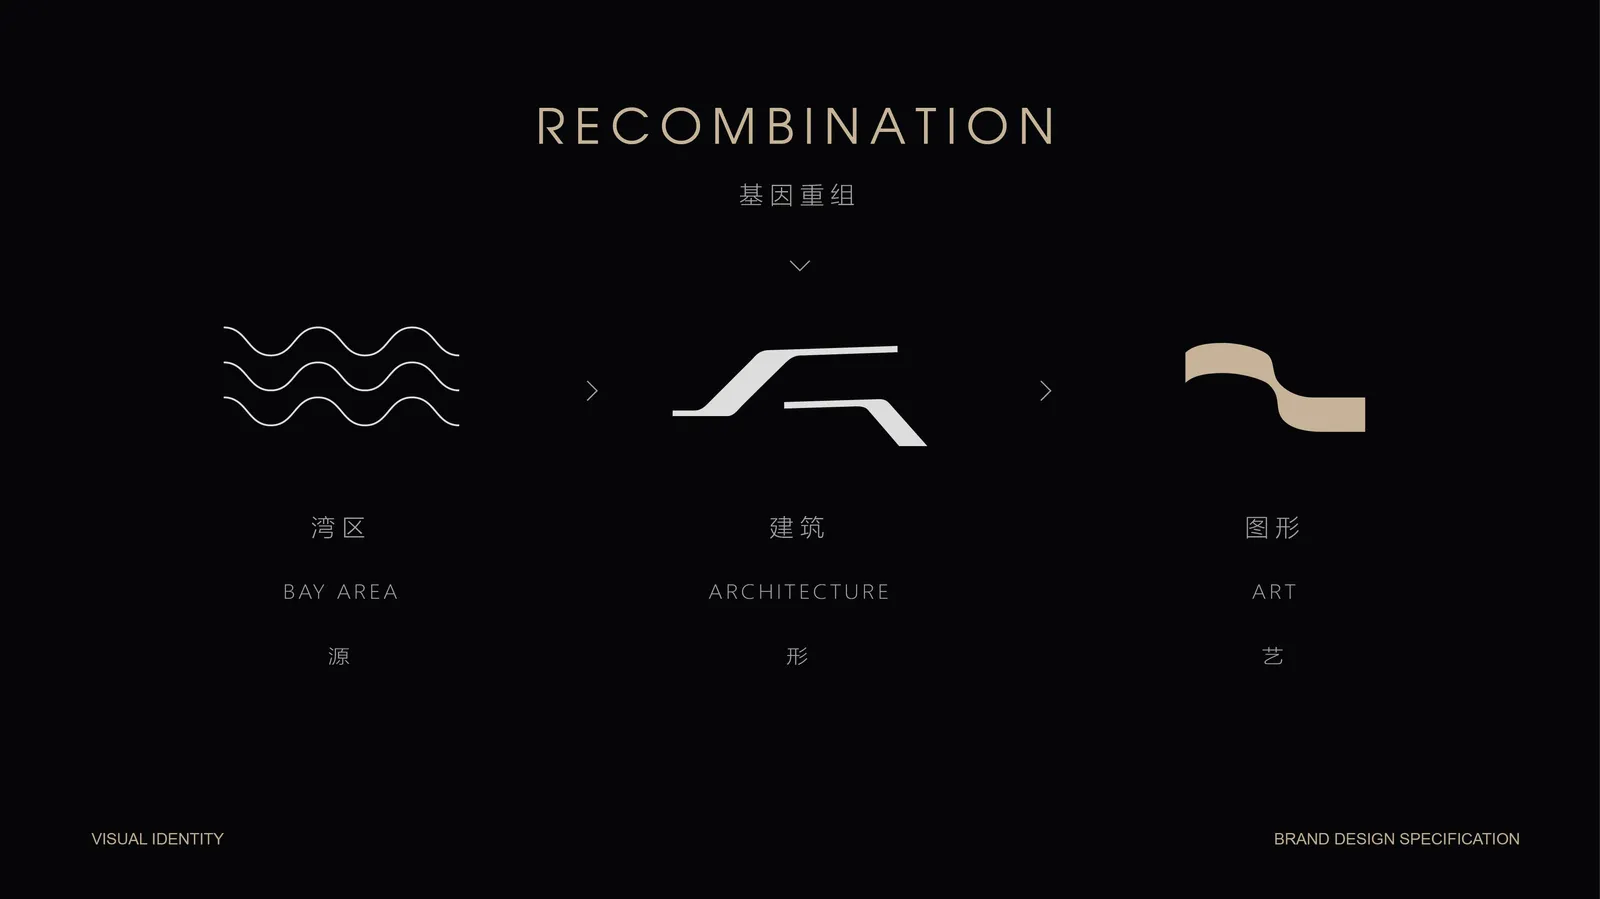 RECOMBINATION
基因重组
湾区
建筑
图形
BAY AREA
ARCHITECTURE
ART
源
形
艺
VISUAL IDENTITY
BRAND DESIGN SPECIFICATION